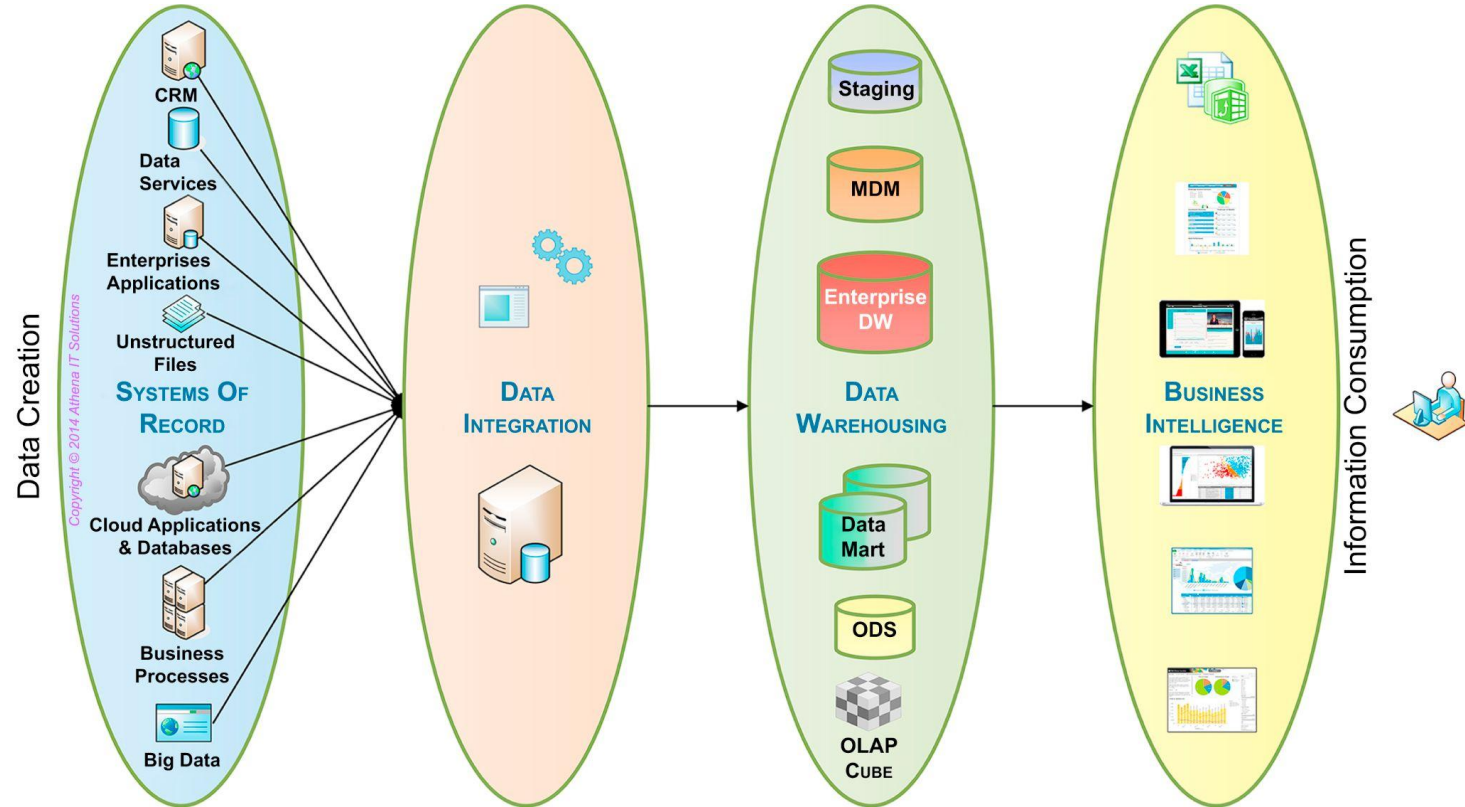 Data Creation
Copyright © 2014 Athena IT Solutions
CRM
Data
Services
Enterprises
Applications
Unstructured
Files
SYSTEMS OF
RECORD
Cloud Applications
& Databases
Business
Processes
Big Data
DATA
INTEGRATION
Staging
MDM
Enterprise
DW
DATA
WAREHOUSING
Data
Mart
ODS
OLAP
CUBE
BUSINESS
INTELLIGENCE
Information Consumption